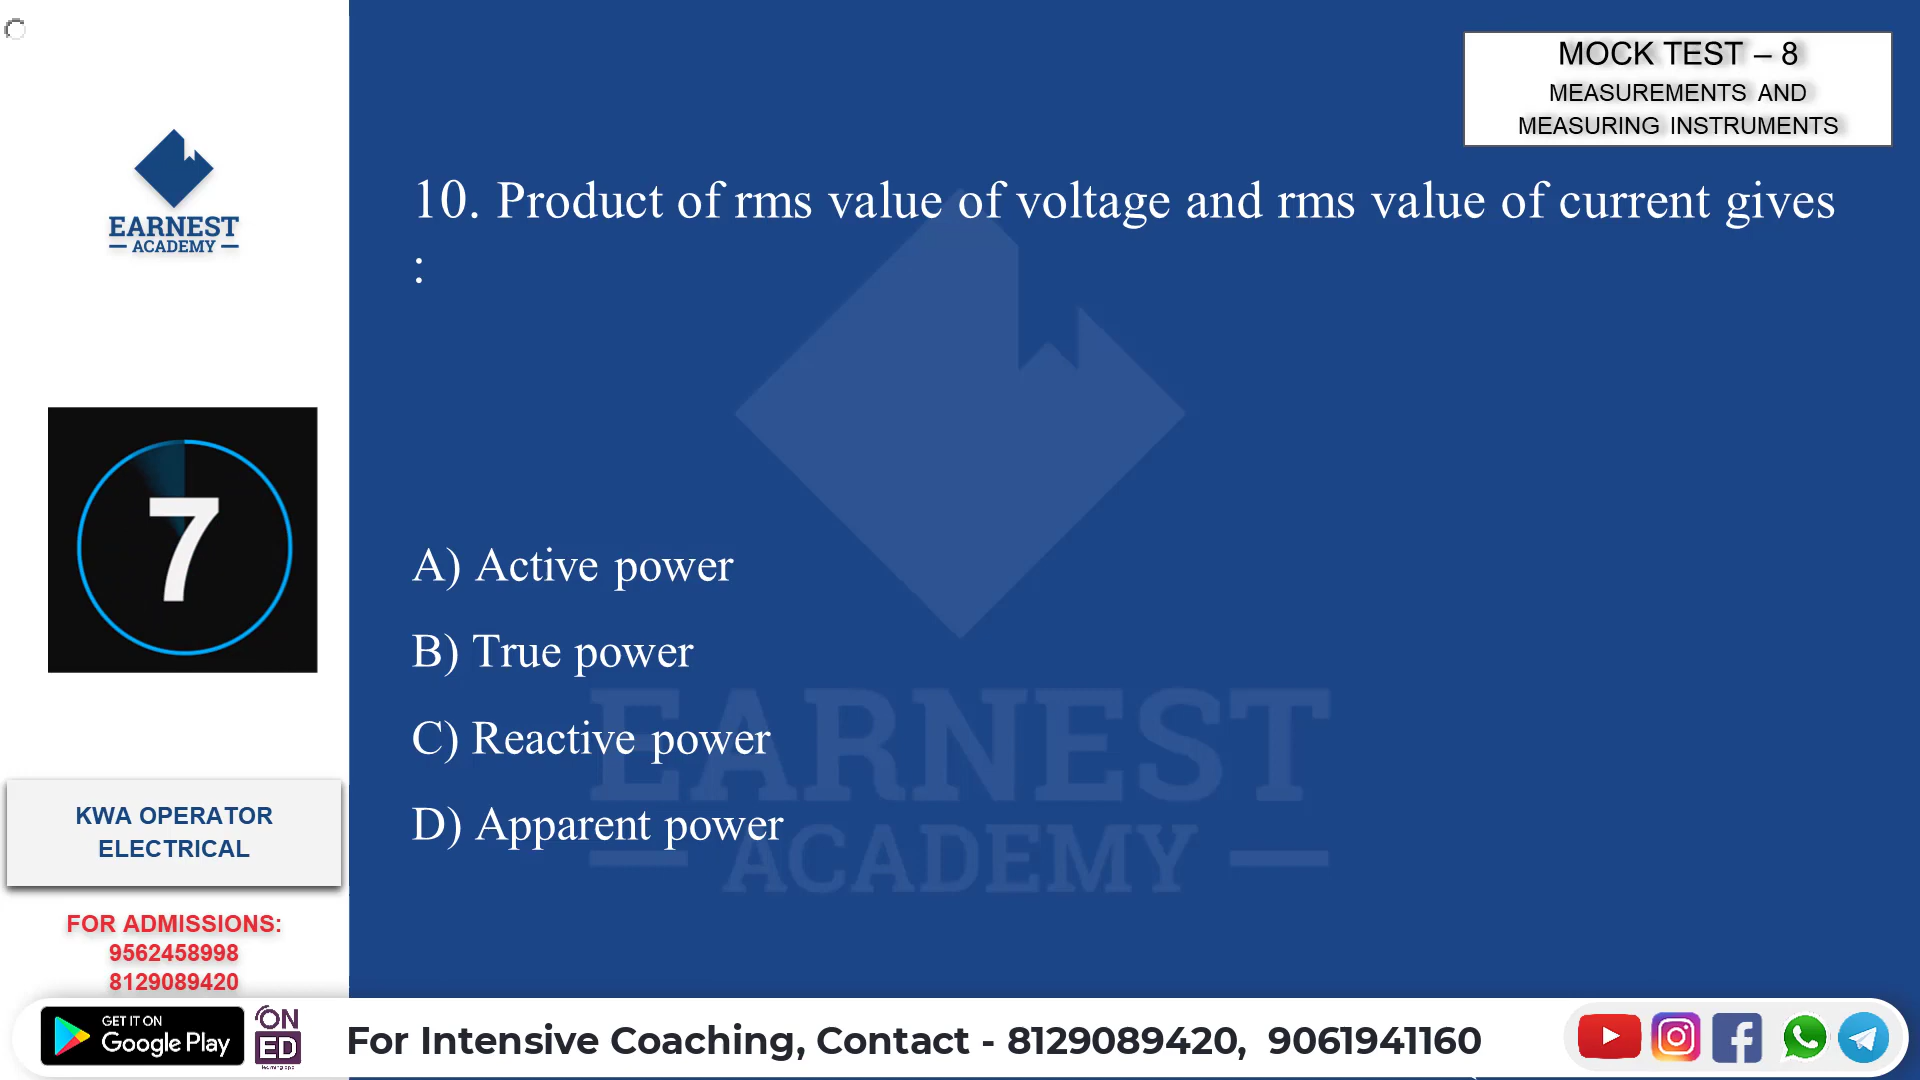 MOCK TEST – 8
MEASUREMENTS AND
MEASURING INSTRUMENTS
EARNEST
ACADEMY
10. Product of rms value of voltage and rms value of current gives
:
7
A) Active power
B) True power
C) Reactive power
D) Apparent power
EARNEST
ACADEMY
KWA OPERATOR
ELECTRICAL
FOR ADMISSIONS:
9562458998
8129089420
GET IT ON
Google Play
ON
ED
learning app
For Intensive Coaching, Contact - 8129089420, 9061941160